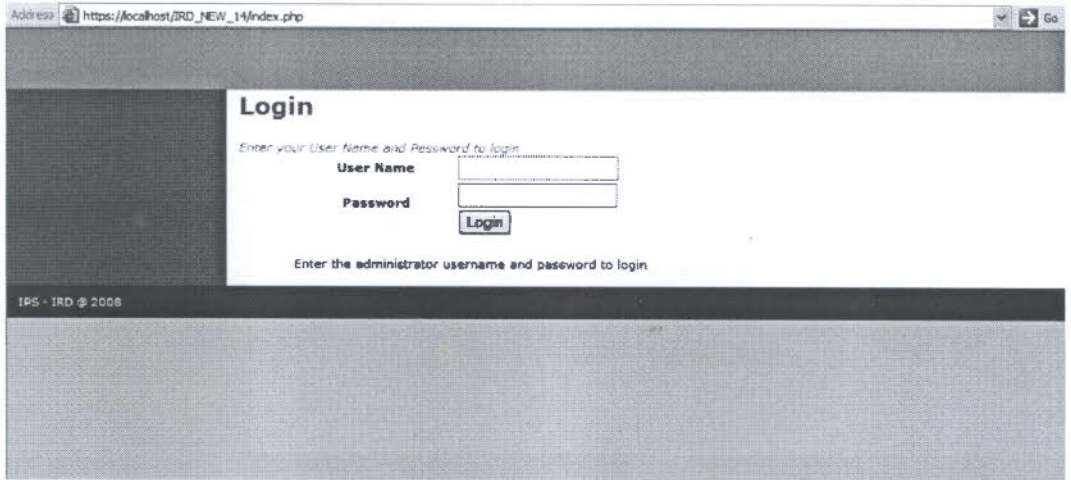 Address https://localhost/IRD_NEW_14/index.php Go
Login
Enter your User Name and Password to login
User Name
Password
Login
Enter the administrator username and password to login
IPS - IRD @ 2008